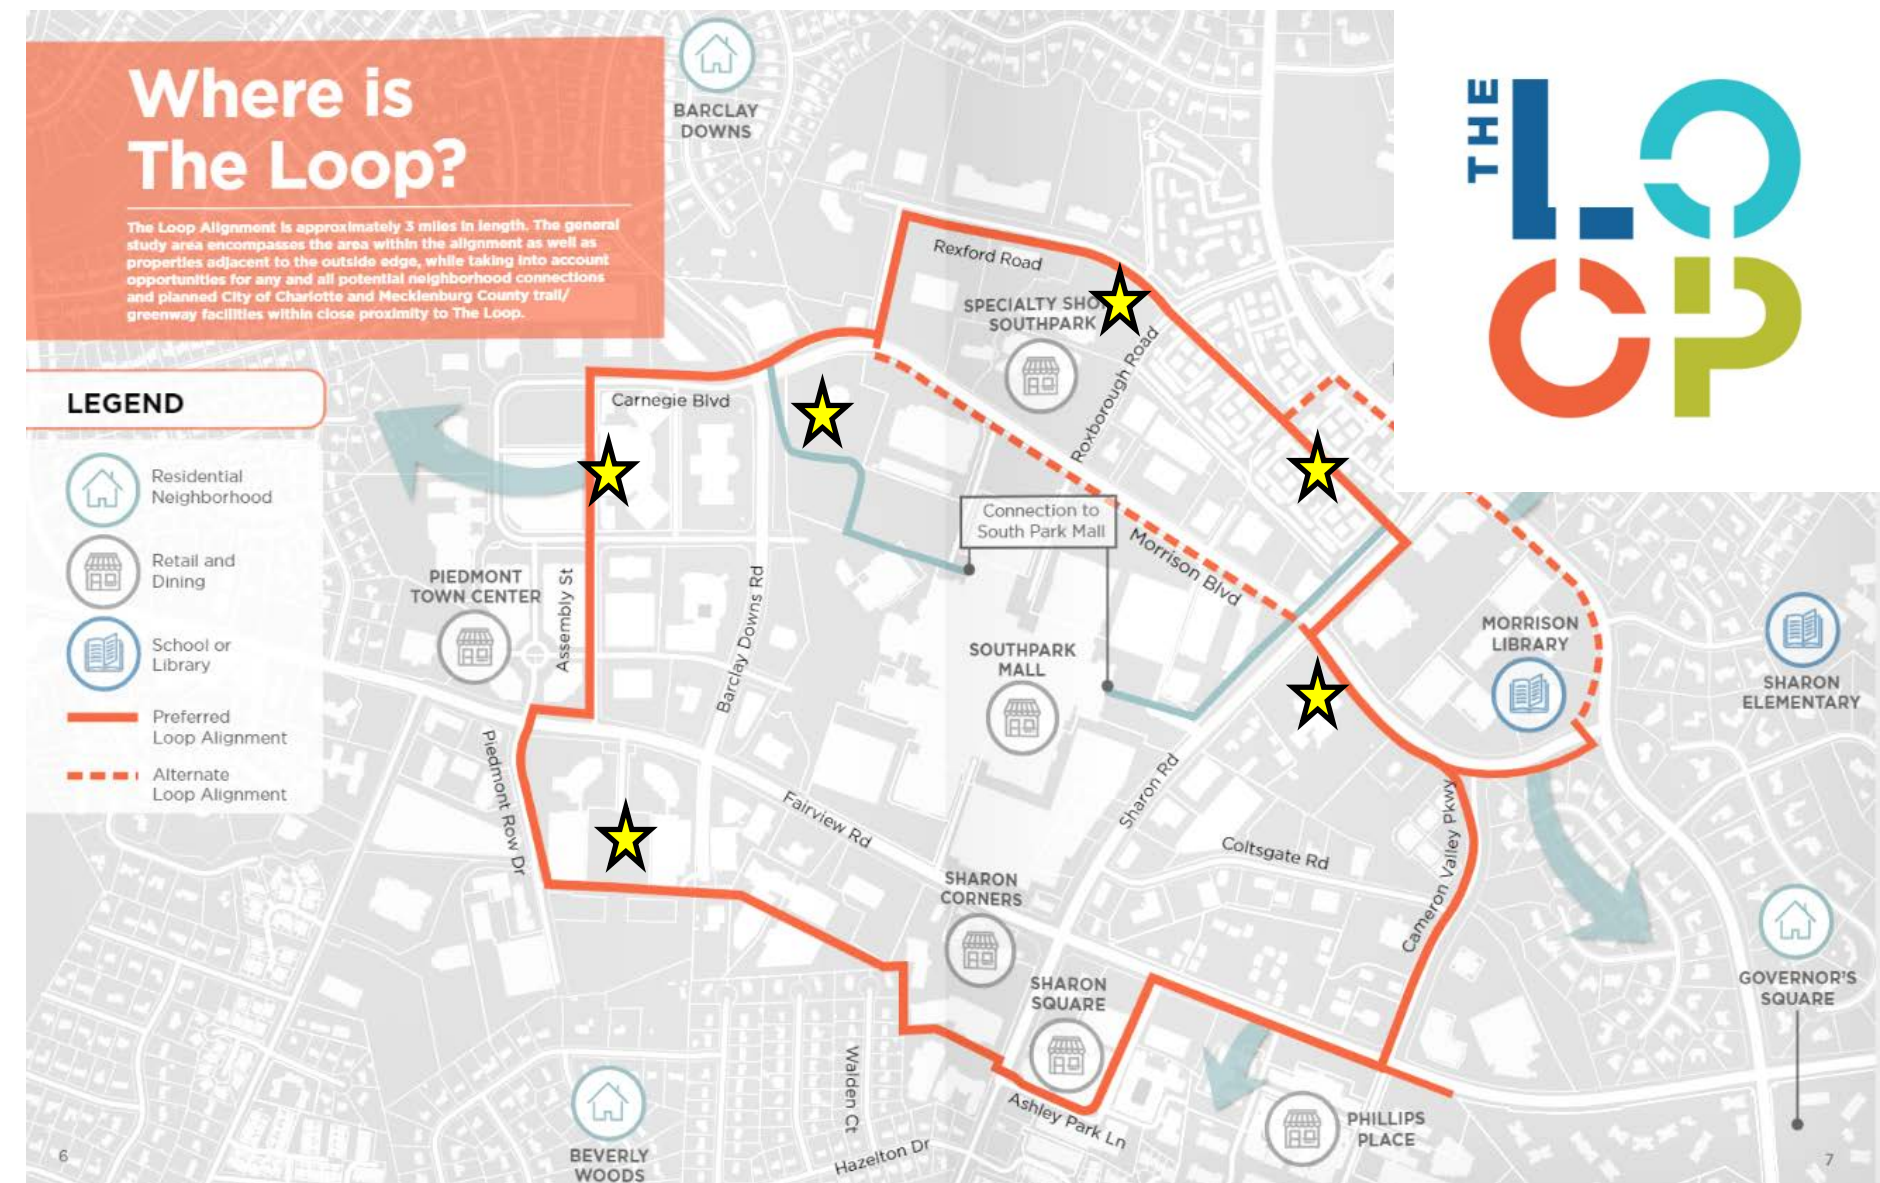 Where is
The Loop?
The Loop Alignment is approximately 3 miles in length. The general
study area encompasses the area within the alignment as well as
properties adjacent to the outside edge, while taking into account
opportunities for any and all potential neighborhood connections
and planned City of Charlotte and Mecklenburg County trail/
greenway facilities within close proximity to The Loop.
THE
LOOP
BARCLAY
DOWNS
Rexford Road
SPECIALTY SHO
SOUTHPARK
Roxborough Road
Carnegie Blvd
LEGEND
Residential
Neighborhood
Retail and
Dining
School or
Library
Preferred
Loop Alignment
Alternate
Loop Alignment
Connection to
South Park Mall
Morrison Blvd
PIEDMONT
TOWN CENTER
Assembly St
Barclay Downs Rd
SOUTHPARK
MALL
MORRISON
LIBRARY
SHARON
ELEMENTARY
Piedmont Row Dr
Fairview Rd
Sharon Rd
Coltsgate Rd
Cameron Valley Pkwy
SHARON
CORNERS
SHARON
SQUARE
GOVERNOR'S
SQUARE
Walden Ct
Ashley Park Ln
Hazelton Dr
PHILLIPS
PLACE
BEVERLY
WOODS
6
7